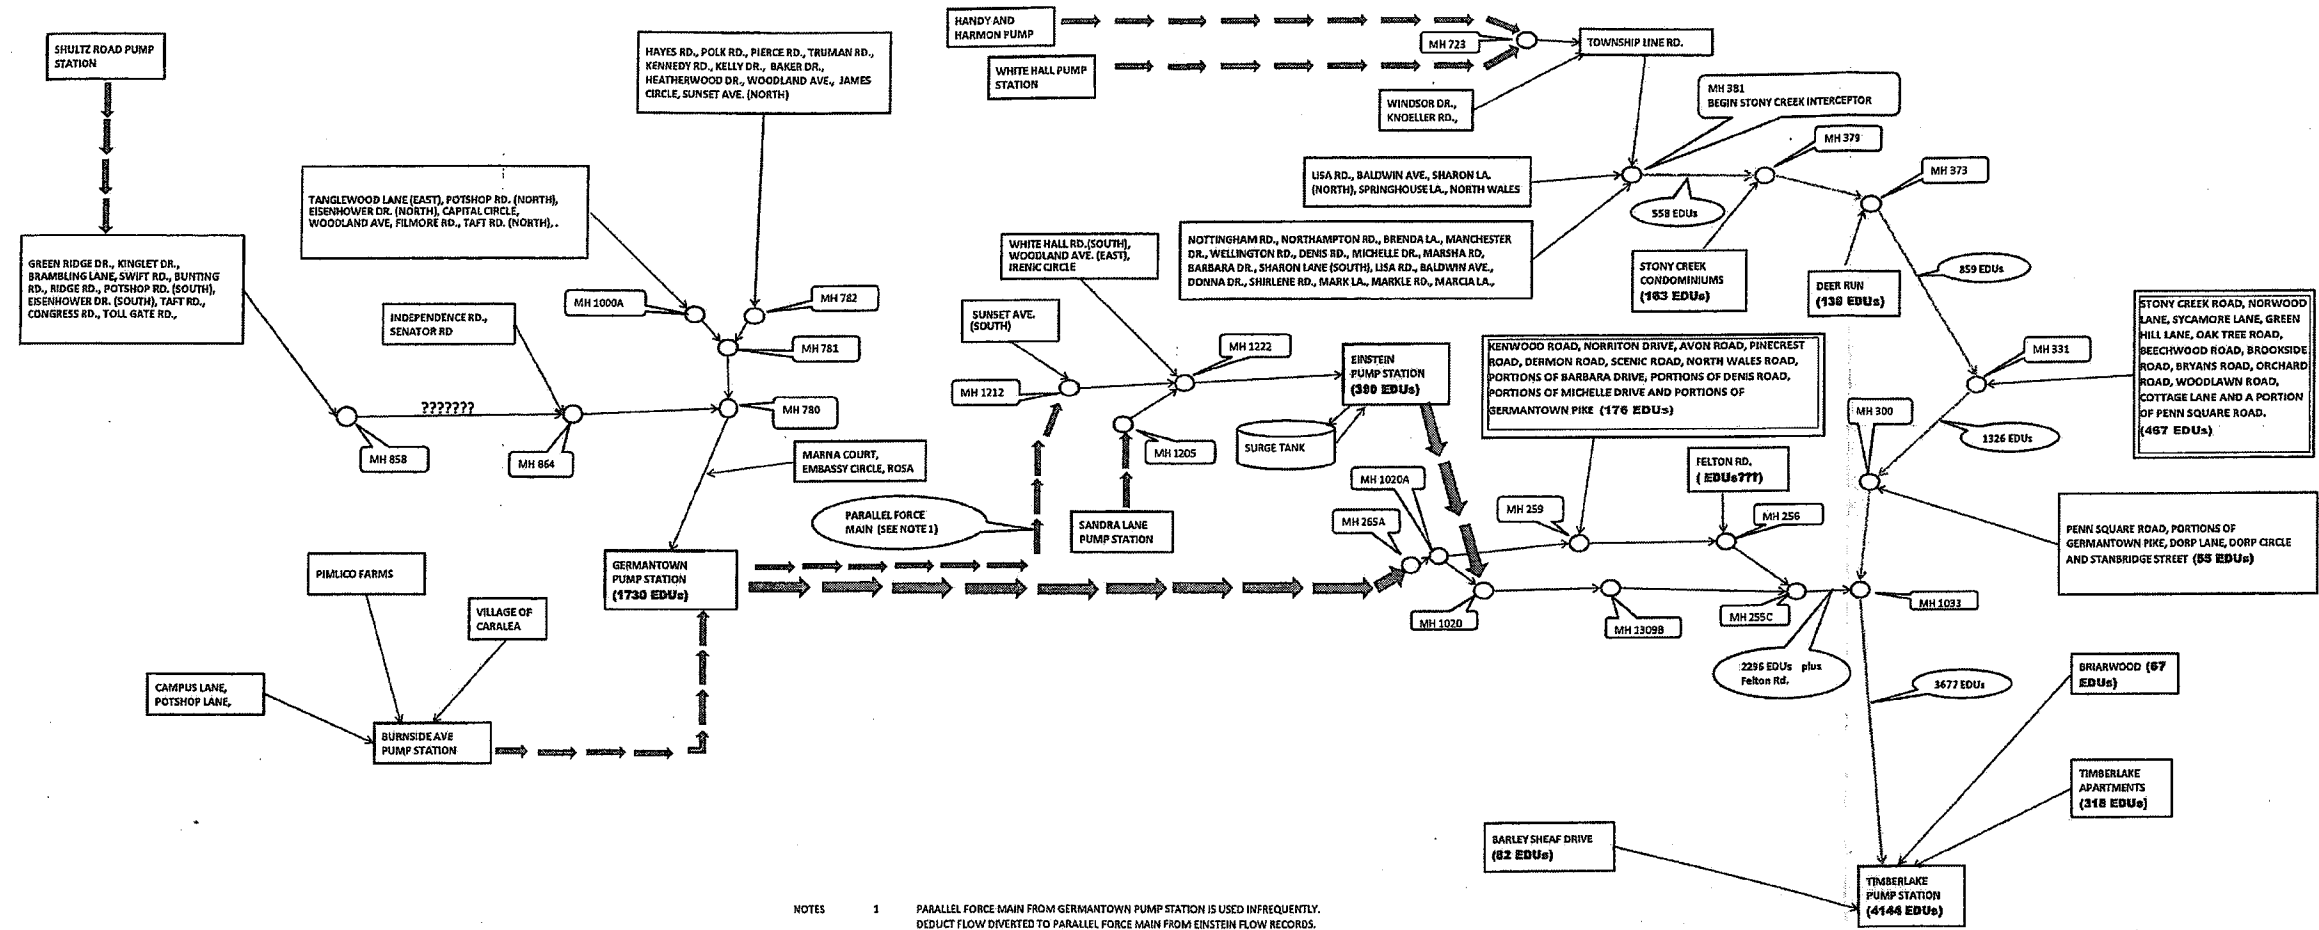 SHULTZ ROAD PUMP
STATION
GREEN RIDGE DR., KINGLET DR.,
BRAMBLING LANE, SWIFT RD., BUNTING
RD., RIDGE RD., POTSHOP RD. (SOUTH),
EISENHOWER DR. (SOUTH), TAFT RD.,
CONGRESS RD., TOLL GATE RD.,
TANGLEWOOD LANE (EAST), POTSHOP RD. (NORTH),
EISENHOWER DR. (NORTH), CAPITAL CIRCLE,
WOODLAND AVE, FILMORE RD., TAFT RD. (NORTH),.
HAYES RD., POLK RD., PIERCE RD., TRUMAN RD.,
KENNEDY RD., KELLY DR., BAKER DR.,
HEATHERWOOD DR., WOODLAND AVE., JAMES
CIRCLE, SUNSET AVE. (NORTH)
INDEPENDENCE RD.,
SENATOR RD
MH 1000A
MH 782
MH 781
MH 780
???????
MH 858
MH 864
MARNA COURT,
EMBASSY CIRCLE, ROSA
GERMANTOWN
PUMP STATION
(1730 EDUs)
PIMLICO FARMS
VILLAGE OF
CARALEA
CAMPUS LANE,
POTSHOP LANE,
BURNSIDE AVE
PUMP STATION
HANDY AND
HARMON PUMP
WHITE HALL PUMP
STATION
MH 723
TOWNSHIP LINE RD.
WINDSOR DR.,
KNOELLER RD.,
MH 381
BEGIN STONY CREEK INTERCEPTOR
MH 379
MH 373
LISA RD., BALDWIN AVE., SHARON LA.
(NORTH), SPRINGHOUSE LA., NORTH WALES
558 EDUs
NOTTINGHAM RD., NORTHAMPTON RD., BRENDA LA., MANCHESTER
DR., WELLINGTON RD., DENIS RD., MICHELLE DR., MARSHA RD,
BARBARA DR., SHARON LANE (SOUTH), LISA RD., BALDWIN AVE.,
DONNA DR., SHIRLENE RD., MARK LA., MARKLE RD., MARCIA LA.,
STONY CREEK
CONDOMINIUMS
(163 EDUs)
DEER RUN
(138 EDUs)
859 EDUs
WHITE HALL RD.(SOUTH),
WOODLAND AVE. (EAST),
IRENIC CIRCLE
SUNSET AVE.
(SOUTH)
MH 1222
MH 1212
MH 1205
EINSTEIN
PUMP STATION
(390 EDUs)
SURGE TANK
SANDRA LANE
PUMP STATION
PARALLEL FORCE
MAIN (SEE NOTE 1)
KENWOOD ROAD, NORRITON DRIVE, AVON ROAD, PINECREST
ROAD, DERMON ROAD, SCENIC ROAD, NORTH WALES ROAD,
PORTIONS OF BARBARA DRIVE, PORTIONS OF DENIS ROAD,
PORTIONS OF MICHELLE DRIVE AND PORTIONS OF
GERMANTOWN PIKE (176 EDUs)
MH 331
STONY CREEK ROAD, NORWOOD
LANE, SYCAMORE LANE, GREEN
HILL LANE, OAK TREE ROAD,
BEECHWOOD ROAD, BROOKSIDE
ROAD, BRYANS ROAD, ORCHARD
ROAD, WOODLAWN ROAD,
COTTAGE LANE AND A PORTION
OF PENN SQUARE ROAD.
(467 EDUs)
MH 300
1326 EDUs
FELTON RD.
( EDUs???)
MH 1020A
MH 265A
MH 259
MH 256
MH 1020
MH 1309B
MH 255C
MH 1033
PENN SQUARE ROAD, PORTIONS OF
GERMANTOWN PIKE, DORP LANE, DORP CIRCLE
AND STANBRIDGE STREET (55 EDUs)
2296 EDUs plus
Felton Rd.
3677 EDUs
BRIARWOOD (67
EDUs)
TIMBERLAKE
APARTMENTS
(318 EDUs)
BARLEY SHEAF DRIVE
(82 EDUs)
TIMBERLAKE
PUMP STATION
(4144 EDUs)
NOTES 1 PARALLEL FORCE MAIN FROM GERMANTOWN PUMP STATION IS USED INFREQUENTLY.
DEDUCT FLOW DIVERTED TO PARALLEL FORCE MAIN FROM EINSTEIN FLOW RECORDS.